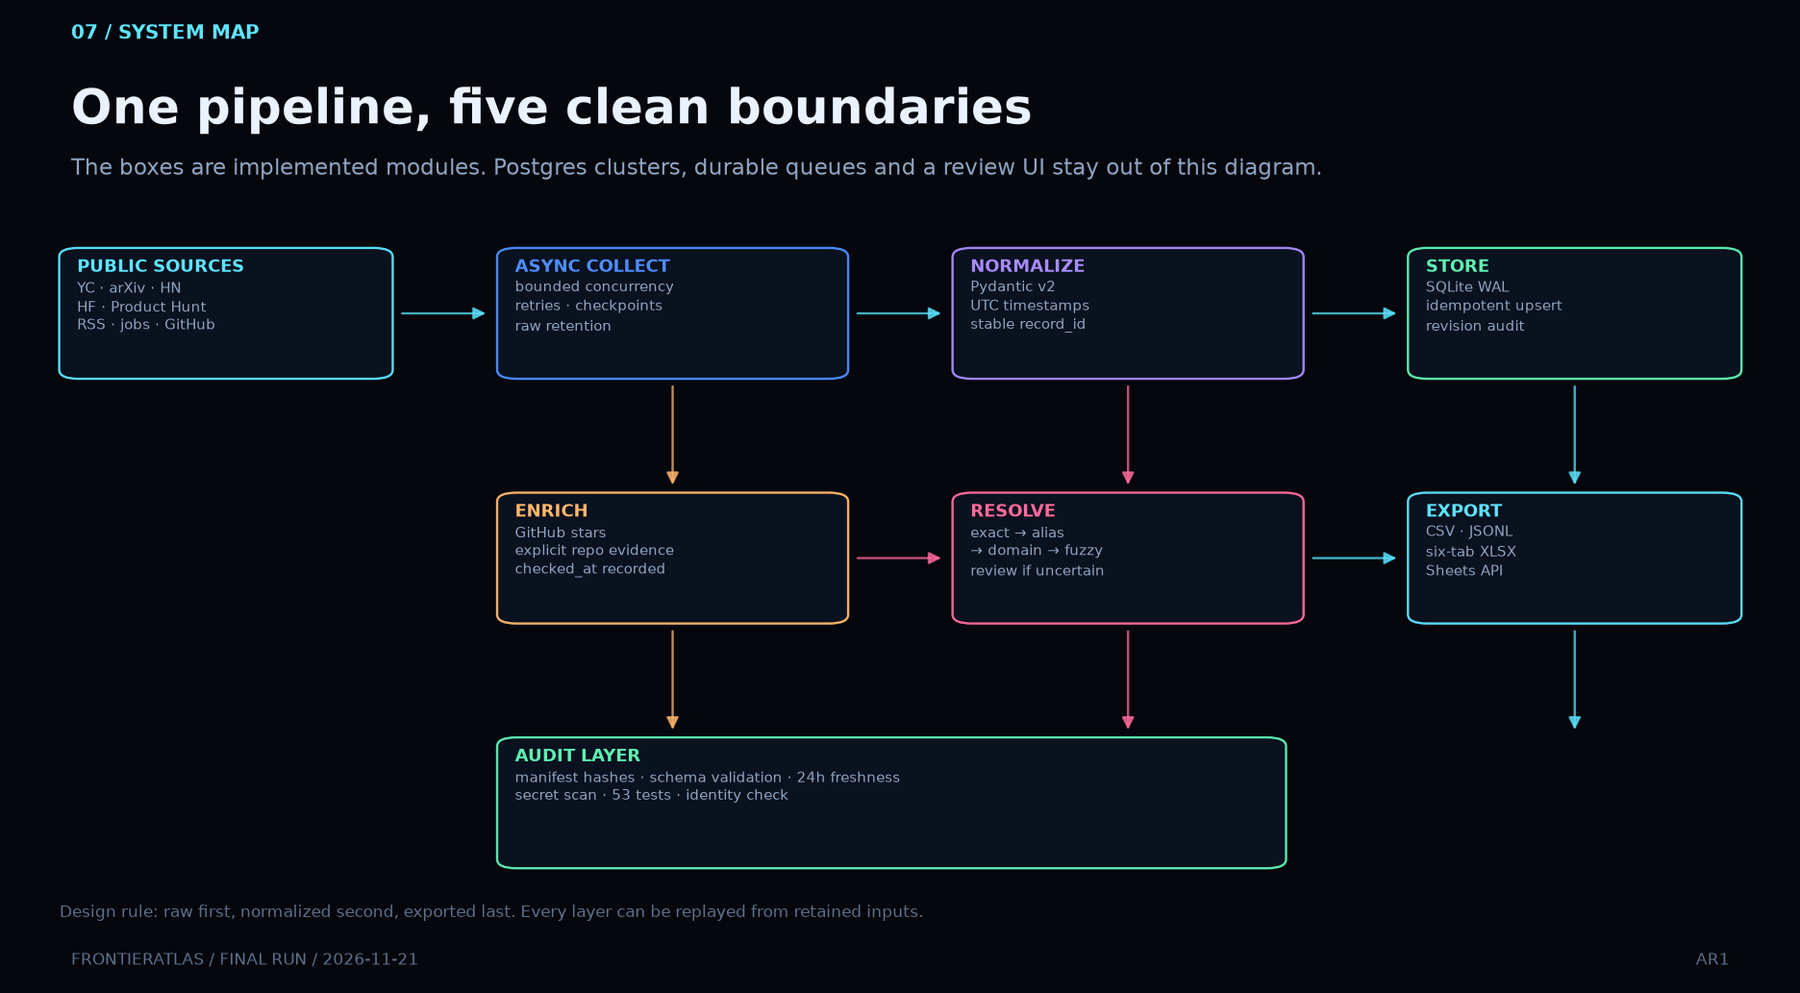 07 / SYSTEM MAP
One pipeline, five clean boundaries
The boxes are implemented modules. Postgres clusters, durable queues and a review UI stay out of this diagram.
PUBLIC SOURCES
YC · arXiv · HN
HF · Product Hunt
RSS · jobs · GitHub
ASYNC COLLECT
bounded concurrency
retries · checkpoints
raw retention
NORMALIZE
Pydantic v2
UTC timestamps
stable record_id
STORE
SQLite WAL
idempotent upsert
revision audit
ENRICH
GitHub stars
explicit repo evidence
checked_at recorded
RESOLVE
exact → alias
→ domain → fuzzy
review if uncertain
EXPORT
CSV · JSONL
six-tab XLSX
Sheets API
AUDIT LAYER
manifest hashes · schema validation · 24h freshness
secret scan · 53 tests · identity check
Design rule: raw first, normalized second, exported last. Every layer can be replayed from retained inputs.
FRONTIERATLAS / FINAL RUN / 2026-11-21
AR1